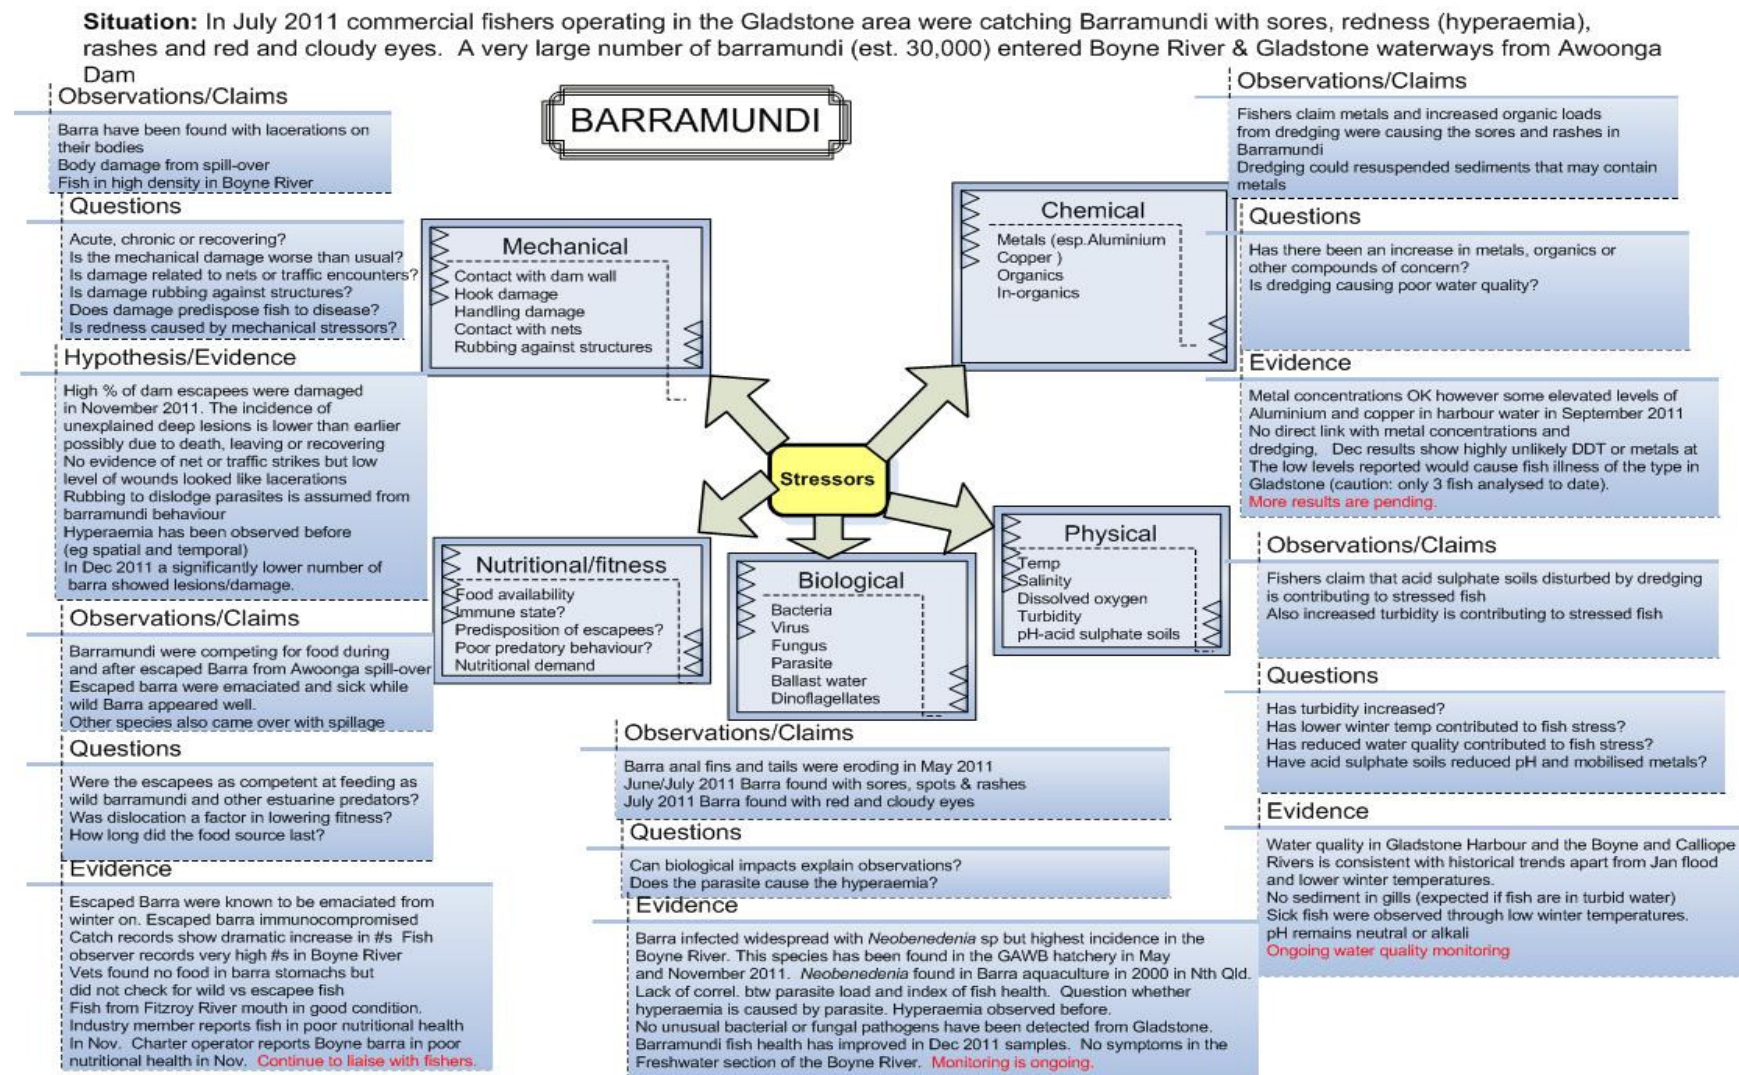 Situation: In July 2011 commercial fishers operating in the Gladstone area were catching Barramundi with sores, redness (hyperaemia),
rashes and red and cloudy eyes. A very large number of barramundi (est. 30,000) entered Boyne River & Gladstone waterways from Awoonga
Dam
BARRAMUNDI
Observations/Claims
Barra have been found with lacerations on
their bodies
Body damage from spill-over
Fish in high density in Boyne River
Questions
Acute, chronic or recovering?
Is the mechanical damage worse than usual?
Is damage related to nets or traffic encounters?
Is damage rubbing against structures?
Does damage predispose fish to disease?
Is redness caused by mechanical stressors?
Hypothesis/Evidence
High % of dam escapees were damaged
in November 2011. The incidence of
unexplained deep lesions is lower than earlier
possibly due to death, leaving or recovering
No evidence of net or traffic strikes but low
level of wounds looked like lacerations
Rubbing to dislodge parasites is assumed from
barramundi behaviour
Hyperaemia has been observed before
(eg spatial and temporal)
In Dec 2011 a significantly lower number of
barra showed lesions/damage.
Observations/Claims
Barramundi were competing for food during
and after escaped Barra from Awoonga spill-over
Escaped barra were emaciated and sick while
wild Barra appeared well.
Other species also came over with spillage
Questions
Were the escapees as competent at feeding as
wild barramundi and other estuarine predators?
Was dislocation a factor in lowering fitness?
How long did the food source last?
Evidence
Escaped Barra were known to be emaciated from
winter on. Escaped barra immunocompromised
Catch records show dramatic increase in #s Fish
observer records very high #s in Boyne River
Vets found no food in barra stomachs but
did not check for wild vs escapee fish
Fish from Fitzroy River mouth in good condition.
Industry member reports fish in poor nutritional health
In Nov. Charter operator reports Boyne barra in poor
nutritional health in Nov. Continue to liaise with fishers.
Mechanical
Contact with dam wall
Hook damage
Handling damage
Contact with nets
Rubbing against structures
Chemical
Metals (esp.Aluminium
Copper )
Organics
In-organics
Stressors
Nutritional/fitness
Food availability
Immune state?
Predisposition of escapees?
Poor predatory behaviour?
Nutritional demand
Biological
Bacteria
Virus
Fungus
Parasite
Ballast water
Dinoflagellates
Physical
Temp
Salinity
Dissolved oxygen
Turbidity
pH-acid sulphate soils
Observations/Claims
Barra anal fins and tails were eroding in May 2011
June/July 2011 Barra found with sores, spots & rashes
July 2011 Barra found with red and cloudy eyes
Questions
Can biological impacts explain observations?
Does the parasite cause the hyperaemia?
Evidence
Barra infected widespread with Neobenedenia sp but highest incidence in the
Boyne River. This species has been found in the GAWB hatchery in May
and November 2011. Neobenedenia found in Barra aquaculture in 2000 in Nth Qld.
Lack of correl. btw parasite load and index of fish health. Question whether
hyperaemia is caused by parasite. Hyperaemia observed before.
No unusual bacterial or fungal pathogens have been detected from Gladstone.
Barramundi fish health has improved in Dec 2011 samples. No symptoms in the
Freshwater section of the Boyne River. Monitoring is ongoing.
Observations/Claims
Fishers claim metals and increased organic loads
from dredging were causing the sores and rashes in
Barramundi
Dredging could resuspended sediments that may contain
metals
Questions
Has there been an increase in metals, organics or
other compounds of concern?
Is dredging causing poor water quality?
Evidence
Metal concentrations OK however some elevated levels of
Aluminium and copper in harbour water in September 2011
No direct link with metal concentrations and
dredging, Dec results show highly unlikely DDT or metals at
The low levels reported would cause fish illness of the type in
Gladstone (caution: only 3 fish analysed to date).
More results are pending.
Observations/Claims
Fishers claim that acid sulphate soils disturbed by dredging
is contributing to stressed fish
Also increased turbidity is contributing to stressed fish
Questions
Has turbidity increased?
Has lower winter temp contributed to fish stress?
Has reduced water quality contributed to fish stress?
Have acid sulphate soils reduced pH and mobilised metals?
Evidence
Water quality in Gladstone Harbour and the Boyne and Calliope
Rivers is consistent with historical trends apart from Jan flood
and lower winter temperatures.
No sediment in gills (expected if fish are in turbid water)
Sick fish were observed through low winter temperatures.
pH remains neutral or alkali
Ongoing water quality monitoring